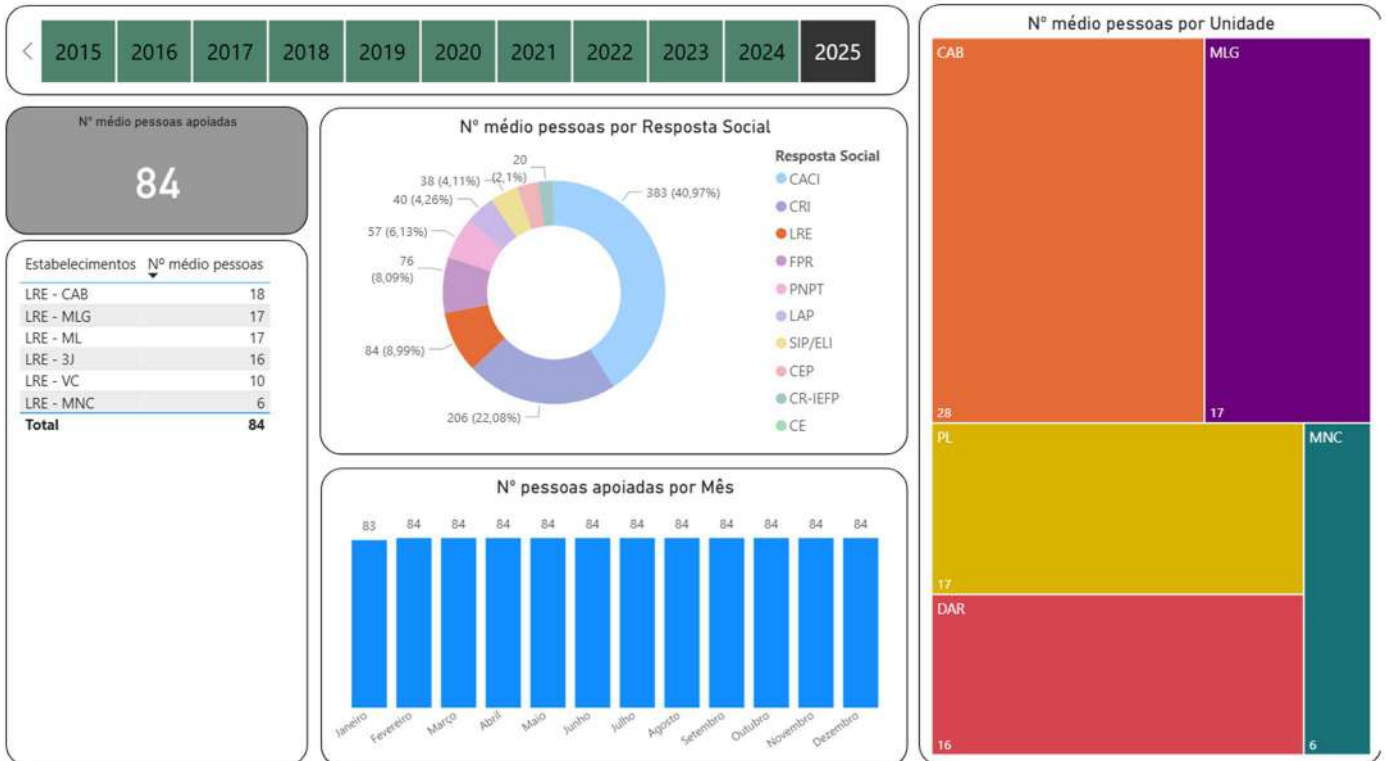 2015 2016 2017 2018 2019 2020 2021 2022 2023 2024 2025
Nº médio pessoas apoiadas
84
Estabelecimentos Nº médio pessoas
LRE - CAB 18
LRE - MLG 17
LRE - ML 17
LRE - 3J 16
LRE - VC 10
LRE - MNC 6
Total 84
Nº médio pessoas por Resposta Social
20
(2,1%)
38 (4,11%)
40 (4,26%)
57 (6,13%)
76
(8,09%)
84 (8,99%)
206 (22,08%)
383 (40,97%)
Resposta Social
CACI
CRI
LRE
FPR
PNPT
LAP
SIP/ELI
CEP
CR-IEFP
CE
Nº pessoas apoiadas por Mês
83 84 84 84 84 84 84 84 84 84 84 84
Janeiro Fevereiro Março Abril Maio Junho Julho Agosto Setembro Outubro Novembro Dezembro
Nº médio pessoas por Unidade
CAB
28
MLG
17
PL
17
MNC
6
DAR
16